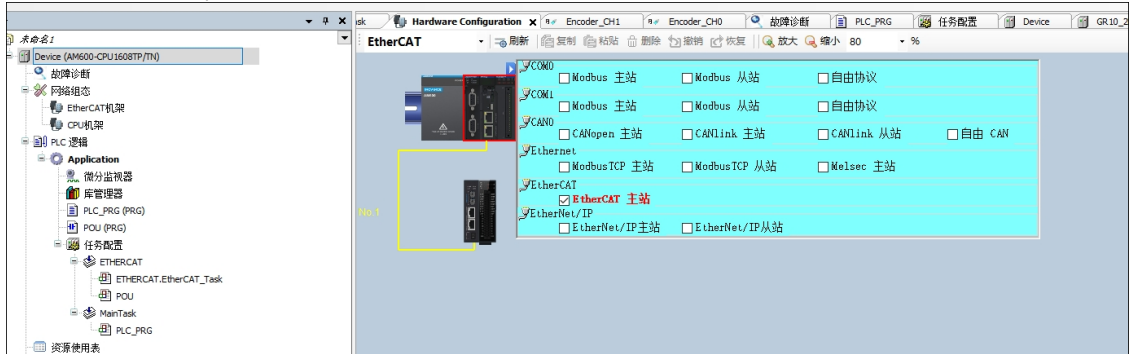 sk Hardware Configuration x Encoder_CH1 Encoder_CH0 故障诊断 PLC_PRG 任务配置 Device GR10_2
未命名1
EtherCAT 刷新 复制 粘贴 删除 撤销 恢复 放大 缩小 80 %
Device (AM600-CPU1608TP/TN)
故障诊断
网络组态
EtherCAT机架
CPU机架
PLC 逻辑
Application
微分监视器
库管理器
PLC_PRG (PRG)
POU (PRG)
任务配置
ETHERCAT
ETHERCAT.EtherCAT_Task
POU
MainTask
PLC_PRG
资源使用表
COM0
Modbus 主站 Modbus 从站 自由协议
COM1
Modbus 主站 Modbus 从站 自由协议
CAN0
CANopen 主站 CANlink 主站 CANlink 从站 自由 CAN
Ethernet
ModbusTCP 主站 ModbusTCP 从站 Melsec 主站
EtherCAT
EtherCAT 主站
EtherNet/IP
EtherNet/IP主站 EtherNet/IP从站
No:1